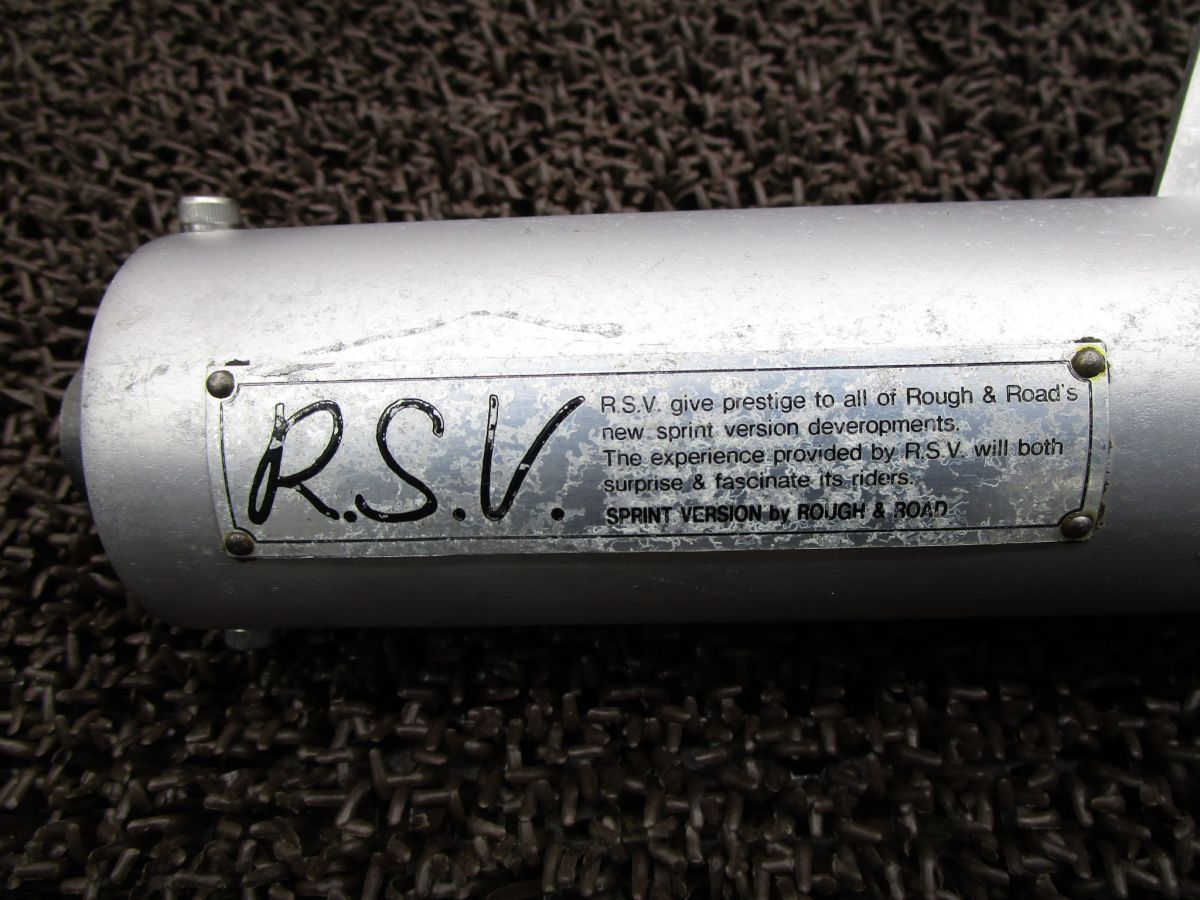 R.S.V.
R.S.V. give prestige to all of Rough & Road's
new sprint version deveropments.
The experience provided by R.S.V. will both
surprise & fascinate its riders.
SPRINT VERSION by ROUGH & ROAD